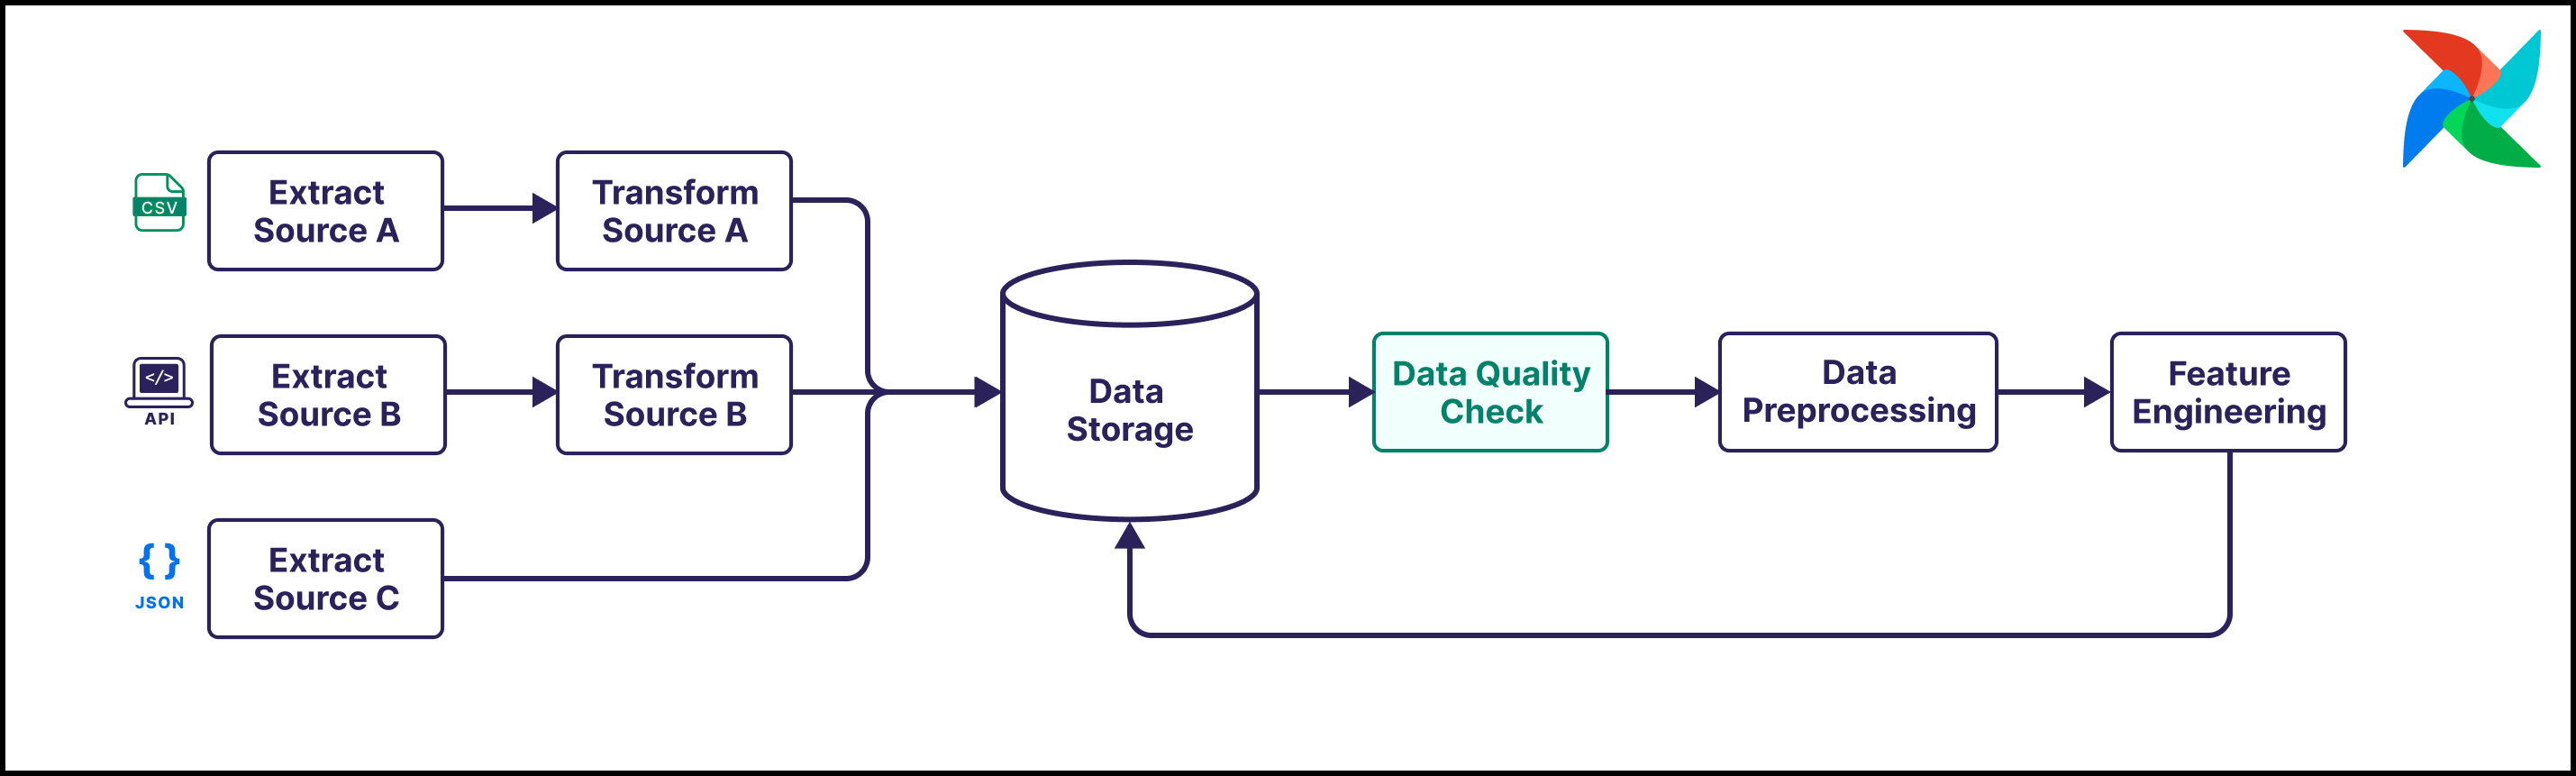 CSV
Extract
Source A
Transform
Source A
</>
API
Extract
Source B
Transform
Source B
{ }
JSON
Extract
Source C
Data
Storage
Data Quality
Check
Data
Preprocessing
Feature
Engineering